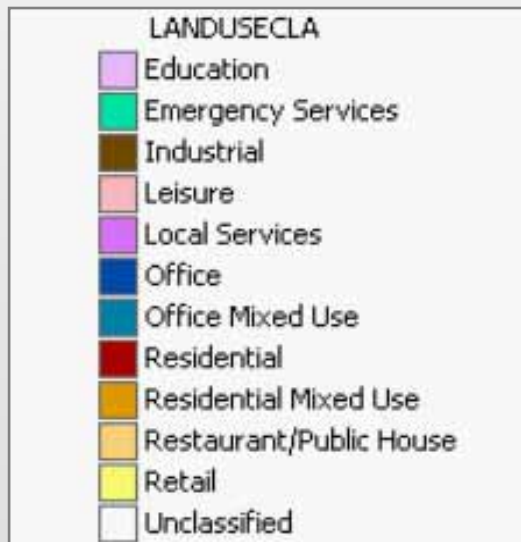 LANDUSECLA
Education
Emergency Services
Industrial
Leisure
Local Services
Office
Office Mixed Use
Residential
Residential Mixed Use
Restaurant/Public House
Retail
Unclassified